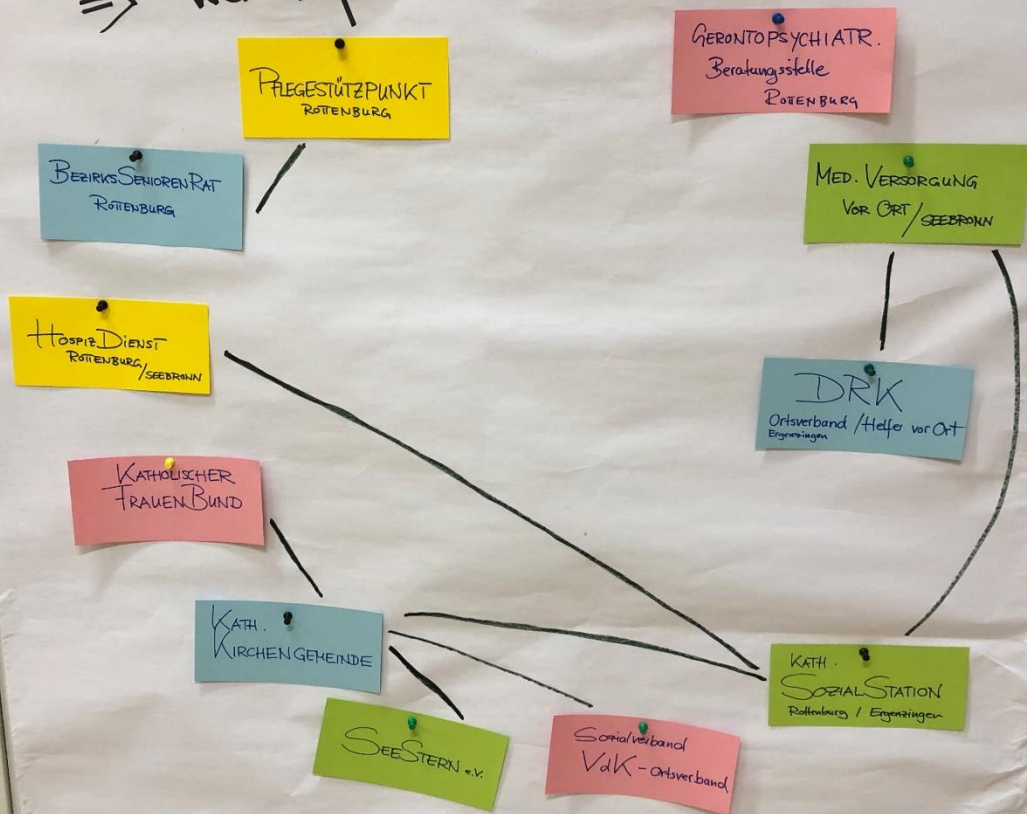 PFLEGESTÜTZPUNKT
ROTTENBURG
GERONTOPSYCHIATR.
Beratungsstelle
ROTTENBURG
BEZIRKSSENIORENRAT
ROTTENBURG
MED. VERSORGUNG
VOR ORT/SEEBRONN
HOSPIZDIENST
ROTTENBURG/SEEBRONN
DRK
Ortsverband/Helfer vor Ort
Ergenzingen
KATHOLISCHER
FRAUENBUND
KATH.
KIRCHENGEMEINDE
KATH.
SOZIALSTATION
Rottenburg / Ergenzingen
SEESTERN e.V.
Sozialverband
VdK-Ortsverband